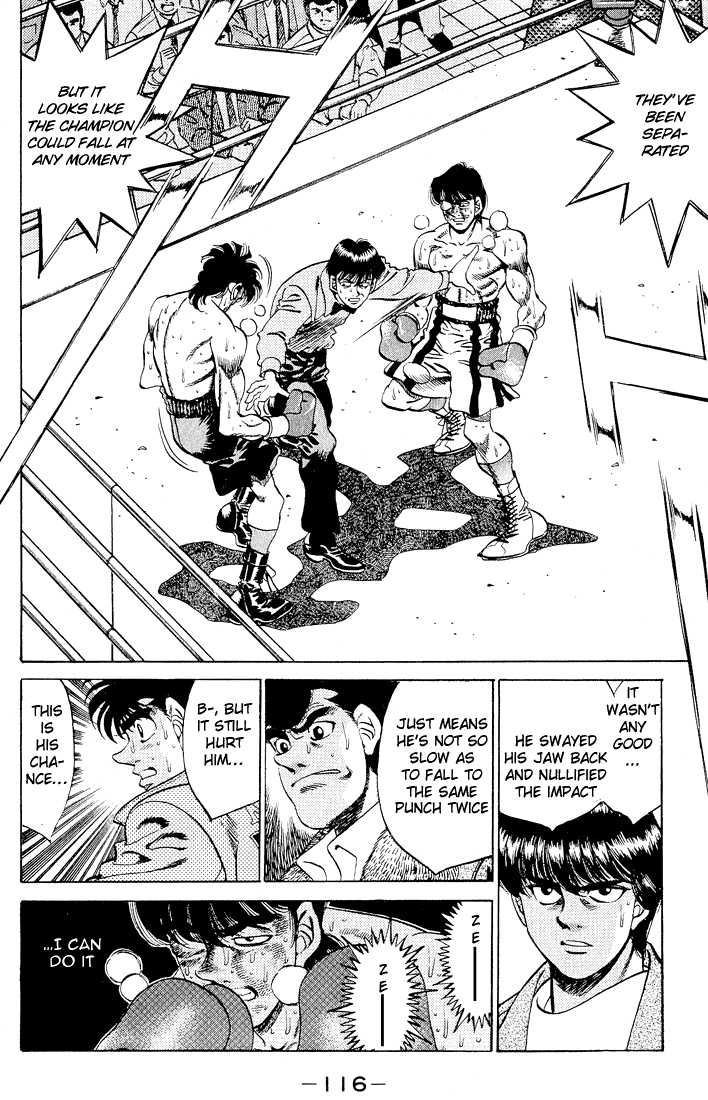 THEY'VE
BEEN
SEPA-
RATED
BUT IT
LOOKS LIKE
THE CHAMPION
COULD FALL AT
ANY MOMENT
IT
WASN'T
ANY
GOOD
...
HE SWAYED
HIS JAW BACK
AND NULLIFIED
THE IMPACT
JUST MEANS
HE'S NOT SO
SLOW AS
TO FALL TO
THE SAME
PUNCH TWICE
B-, BUT
IT STILL
HURT
HIM...
THIS
IS
HIS
CHA-
NCE...
ZE
ZE
...I CAN
DO IT
—116—